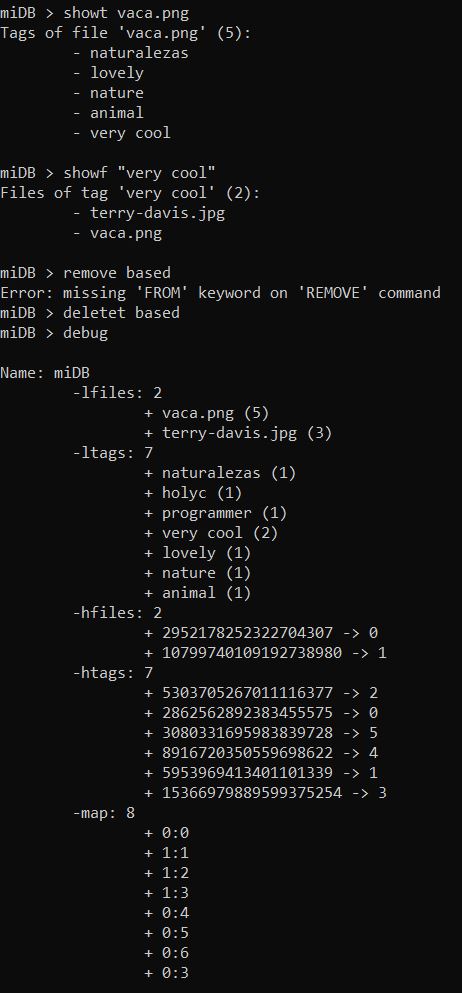 miDB > showt vaca.png
Tags of file 'vaca.png' (5):
- naturalezas
- lovely
- nature
- animal
- very cool
miDB > showf "very cool"
Files of tag 'very cool' (2):
- terry-davis.jpg
- vaca.png
miDB > remove based
Error: missing 'FROM' keyword on 'REMOVE' command
miDB > deletet based
miDB > debug
Name: miDB
-lfiles: 2
+ vaca.png (5)
+ terry-davis.jpg (3)
-ltags: 7
+ naturalezas (1)
+ holyc (1)
+ programmer (1)
+ very cool (2)
+ lovely (1)
+ nature (1)
+ animal (1)
-hfiles: 2
+ 2952178252322704307 -> 0
+ 10799740109192738980 -> 1
-htags: 7
+ 5303705267011116377 -> 2
+ 2862562892383455575 -> 0
+ 3080331695983839728 -> 5
+ 8916720350559698622 -> 4
+ 5953969413401101339 -> 1
+ 15366979889599375254 -> 3
-map: 8
+ 0:0
+ 1:1
+ 1:2
+ 1:3
+ 0:4
+ 0:5
+ 0:6
+ 0:3